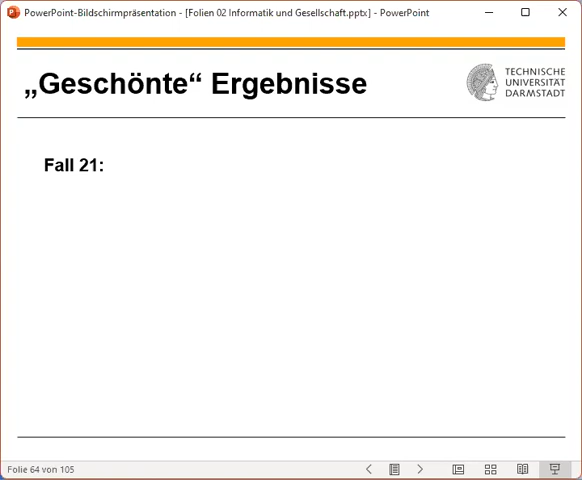 PowerPoint-Bildschirmpräsentation - [Folien 02 Informatik und Gesellschaft.pptx] - PowerPoint
„Geschönte“ Ergebnisse
TECHNISCHE
UNIVERSITÄT
DARMSTADT
Fall 21:
Folie 64 von 105